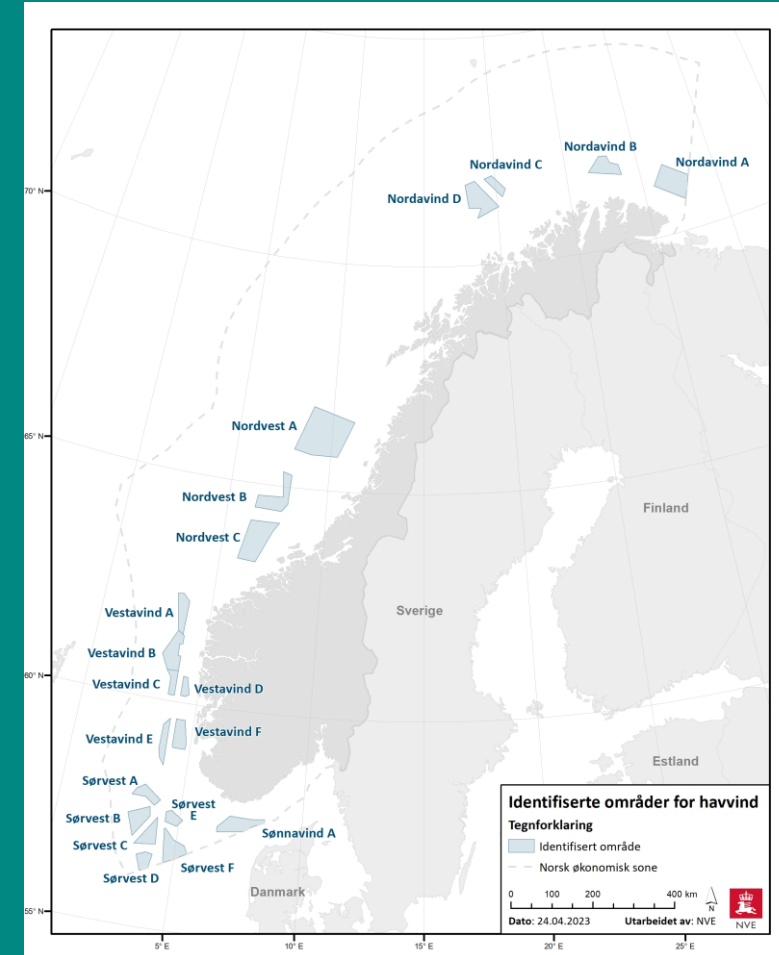 Nordavind B
Nordavind C
Nordavind A
70° N
Nordavind D
Nordvest A
65° N
Nordvest B
Finland
Nordvest C
Sverige
Vestavind A
Vestavind B
60° N
Vestavind C
Vestavind D
Vestavind E
Vestavind F
Estland
Sørvest A
Sørvest
E
Sørvest B
Sønnavind A
Sørvest C
Sørvest F
Sørvest D
Danmark
55° N
Identifiserte områder for havvind
Tegnforklaring
Identifisert område
Norsk økonomisk sone
0 100 200 400 km
N
Dato: 24.04.2023 Utarbeidet av: NVE
NVE
5° E 10° E 15° E 20° E 25° E